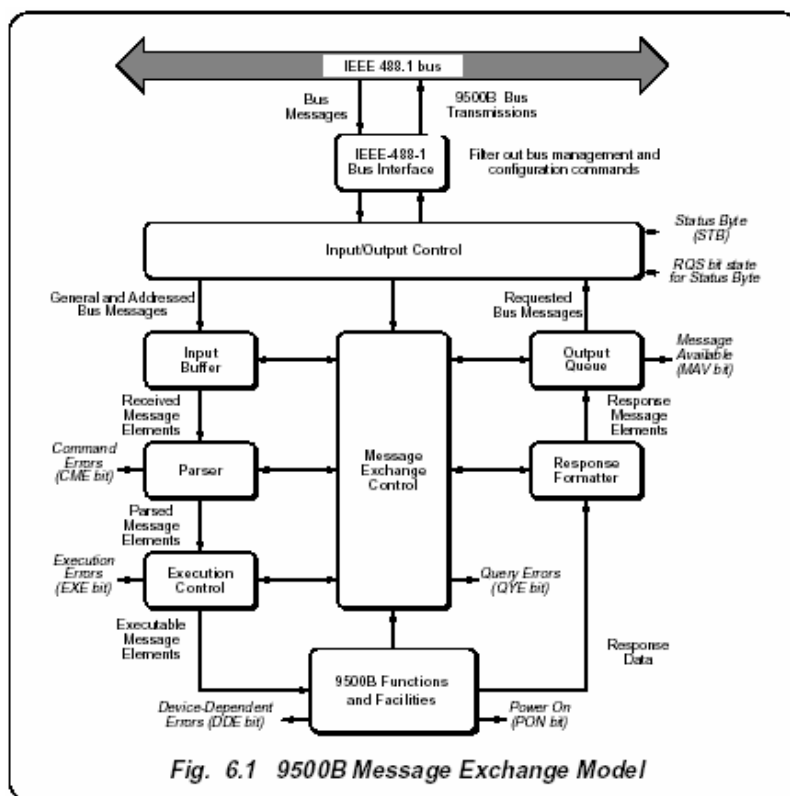 IEEE 488.1 bus
Bus
Messages
9500B Bus
Transmissions
IEEE-488-1
Bus Interface
Filter out bus management and
configuration commands
Input/Output Control
Status Byte
(STB)
RQS bit state
for Status Byte
General and Addressed
Bus Messages
Requested
Bus Messages
Input
Buffer
Output
Queue
Message
Available
(MAV bit)
Received
Message
Elements
Response
Message
Elements
Command
Errors
(CME bit)
Parser
Message
Exchange
Control
Response
Formatter
Parsed
Message
Elements
Execution
Errors
(EXE bit)
Execution
Control
Query Errors
(QYE bit)
Executable
Message
Elements
Response
Data
9500B Functions
and Facilities
Device-Dependent
Errors (DDE bit)
Power On
(PON bit)
Fig. 6.1 9500B Message Exchange Model